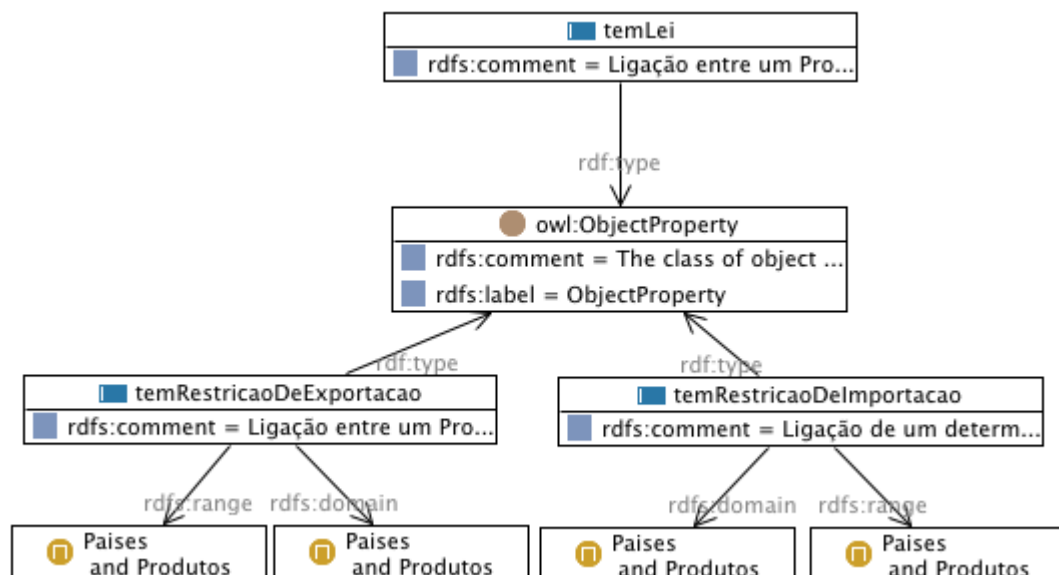 temLei
rdfs:comment = Ligação entre um Pro...
rdf:type
owl:ObjectProperty
rdfs:comment = The class of object ...
rdfs:label = ObjectProperty
rdf:type
rdf:type
temRestricaoDeExportacao
rdfs:comment = Ligação entre um Pro...
temRestricaoDeImportacao
rdfs:comment = Ligação de um determ...
rdfs:range
rdfs:domain
rdfs:domain
rdfs:range
Paises
and Produtos
Paises
and Produtos
Paises
and Produtos
Paises
and Produtos